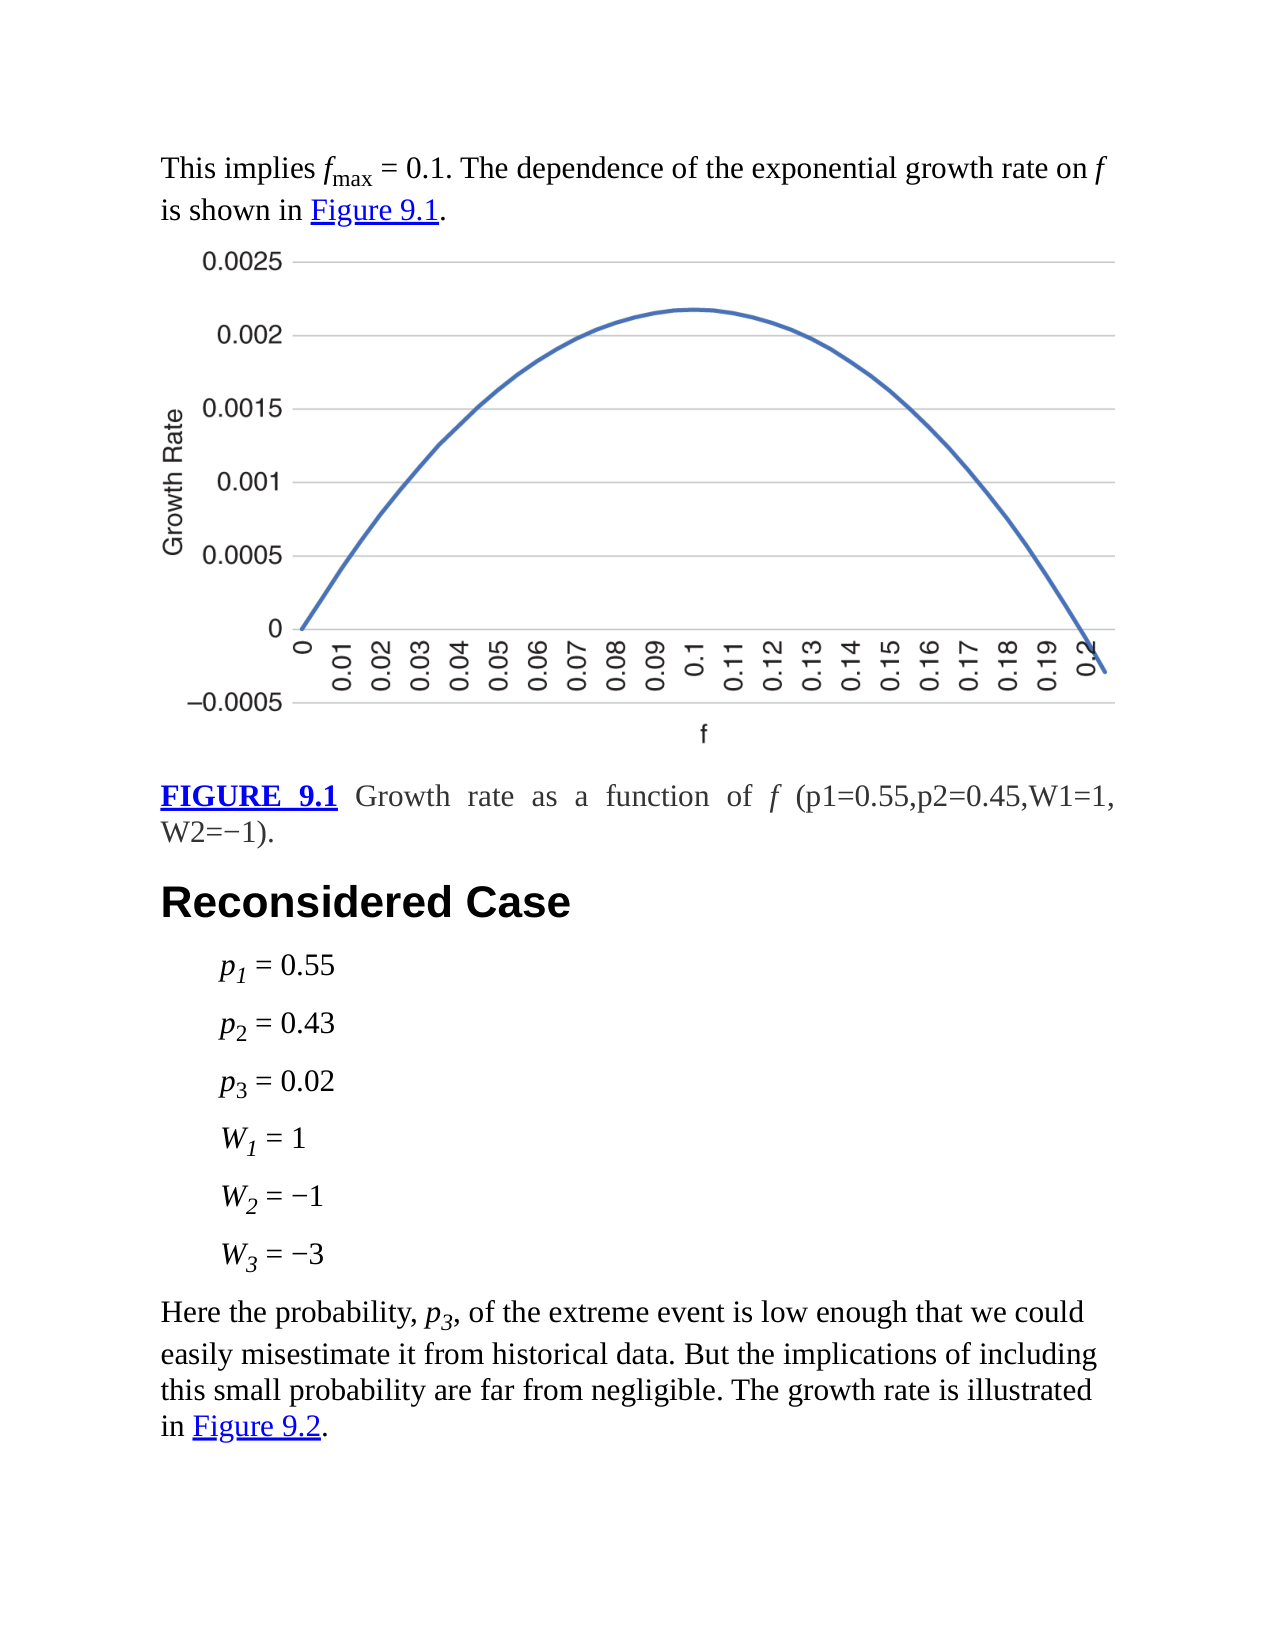 This implies fmax = 0.1. The dependence of the exponential growth rate on f
is shown in Figure 9.1.
0.0025
0.002
0.0015
0.001
0.0005
0
−0.0005
Growth Rate
0 0.01 0.02 0.03 0.04 0.05 0.06 0.07 0.08 0.09 0.1 0.11 0.12 0.13 0.14 0.15 0.16 0.17 0.18 0.19 0.2
f
FIGURE 9.1 Growth rate as a function of f (p1=0.55,p2=0.45,W1=1,
W2=−1).
Reconsidered Case
p1 = 0.55
p2 = 0.43
p3 = 0.02
W1 = 1
W2 = −1
W3 = −3
Here the probability, p3, of the extreme event is low enough that we could
easily misestimate it from historical data. But the implications of including
this small probability are far from negligible. The growth rate is illustrated
in Figure 9.2.